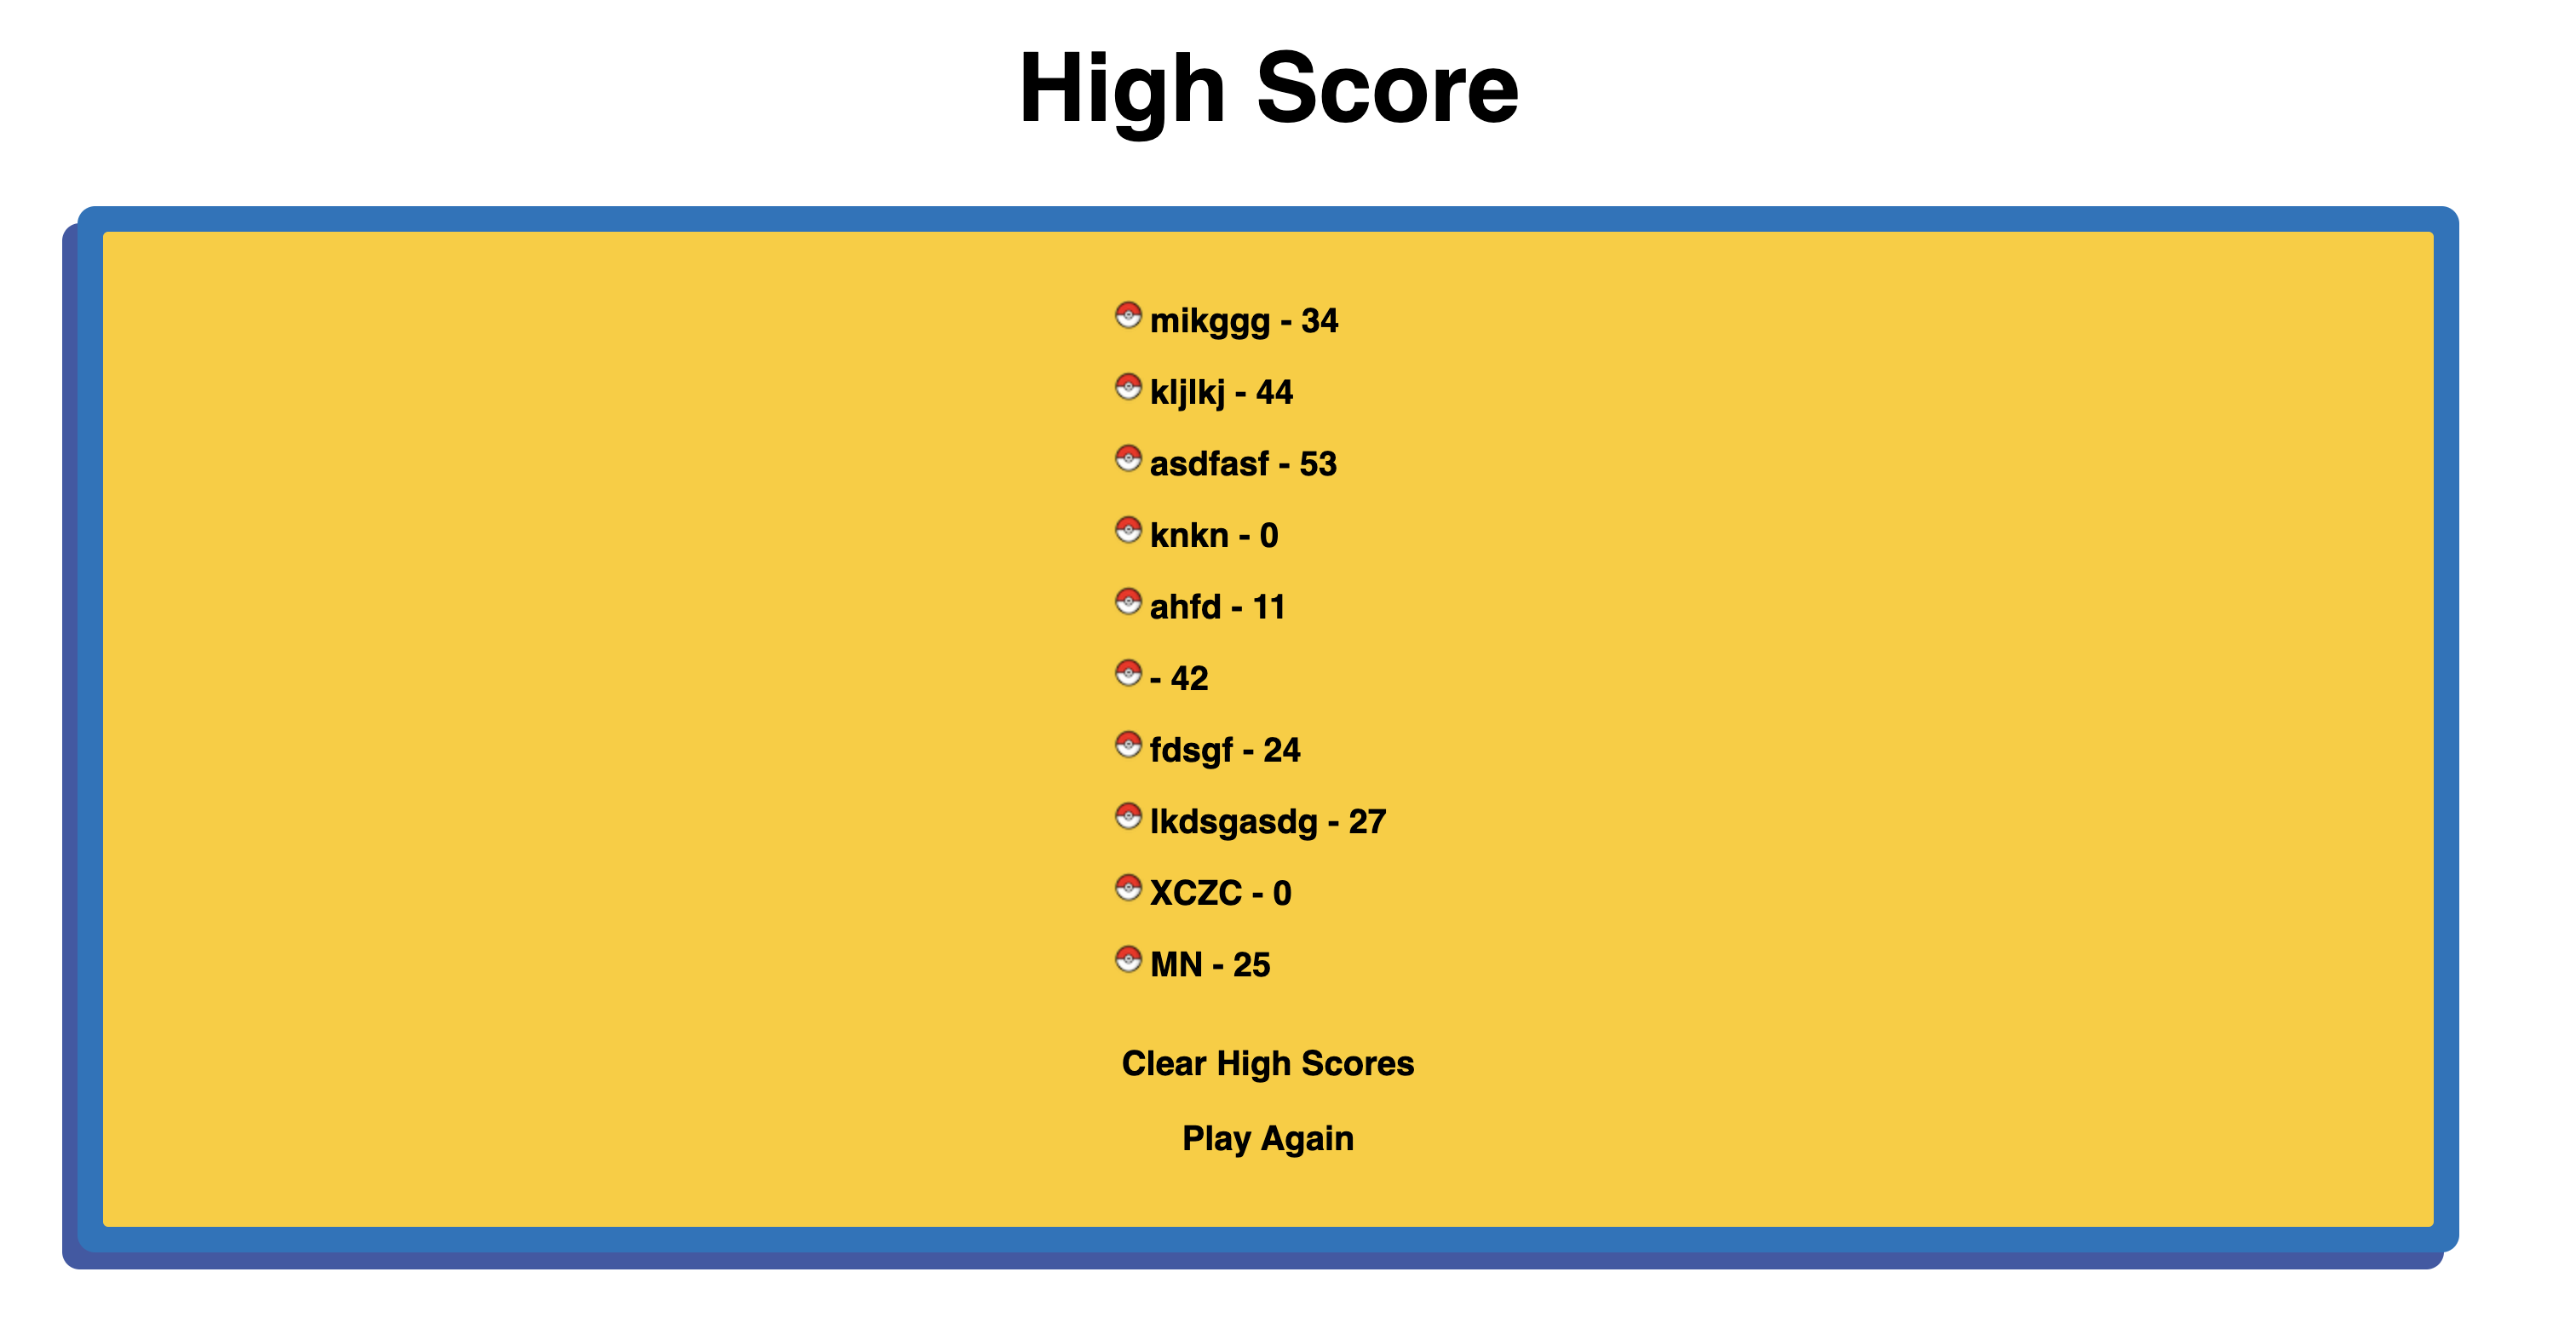 High Score
mikggg - 34
kljlkj - 44
asdfasf - 53
knkn - 0
ahfd - 11
- 42
fdsgf - 24
lkdsgasdg - 27
XCZC - 0
MN - 25
Clear High Scores
Play Again